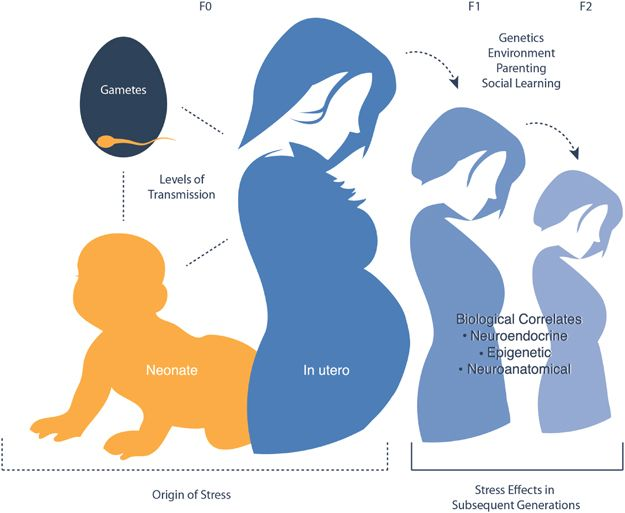 F0
F1
F2
Genetics
Environment
Parenting
Social Learning
Gametes
Levels of
Transmission
Neonate
In utero
Biological Correlates
• Neuroendocrine
• Epigenetic
• Neuroanatomical
Origin of Stress
Stress Effects in
Subsequent Generations